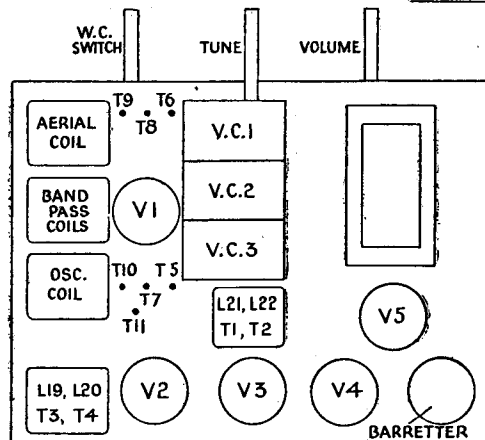 W.C.
SWITCH
TUNE
VOLUME
T9
T6
T8
AERIAL
COIL
V.C.1
BAND
PASS
COILS
V1
V.C.2
V.C.3
OSC.
COIL
T10
T5
T7
T11
L21, L22
T1, T2
V5
L19, L20
T3, T4
V2
V3
V4
BARRETTER